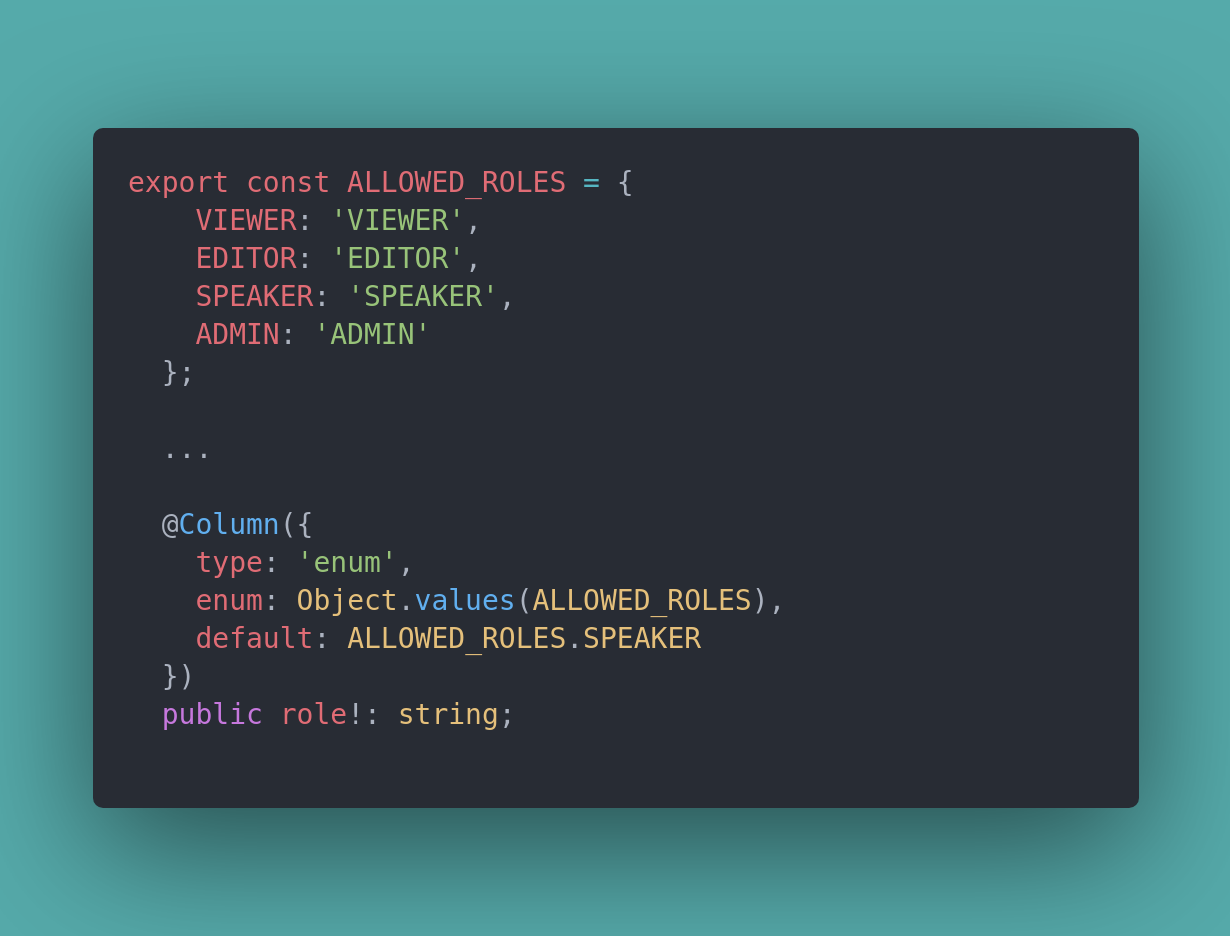 export const ALLOWED_ROLES = {
    VIEWER: 'VIEWER',
    EDITOR: 'EDITOR',
    SPEAKER: 'SPEAKER',
    ADMIN: 'ADMIN'
  };

  ...

  @Column({
    type: 'enum',
    enum: Object.values(ALLOWED_ROLES),
    default: ALLOWED_ROLES.SPEAKER
  })
  public role!: string;